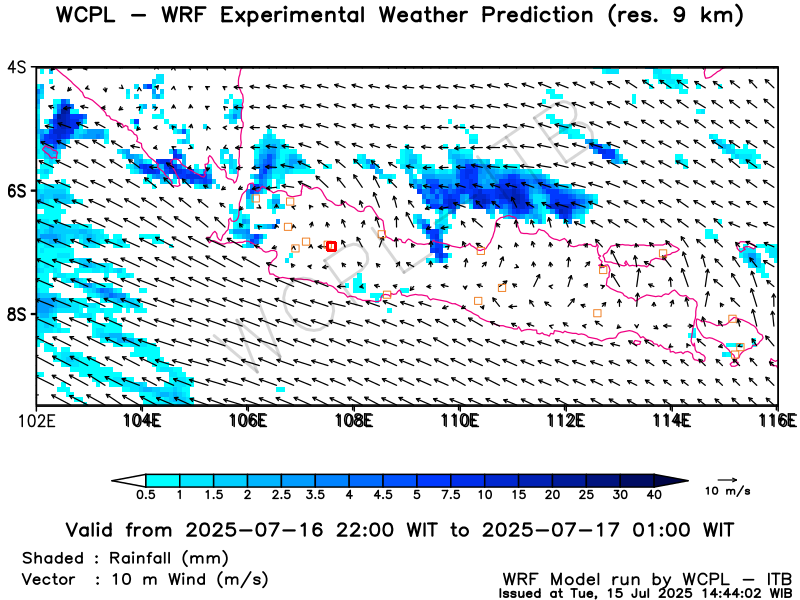 WCPL – WRF Experimental Weather Prediction (res. 9 km)
4S
6S
8S
102E 104E 106E 108E 110E 112E 114E 116E
WCPL ITB
0.5 1 1.5 2 2.5 3.5 4 4.5 5 7.5 10 15 20 25 30 40
10 m/s
Valid from 2025-07-16 22:00 WIT to 2025-07-17 01:00 WIT
Shaded : Rainfall (mm)
Vector : 10 m Wind (m/s)
WRF Model run by WCPL – ITB
Issued at Tue, 15 Jul 2025 14:44:02 WIB